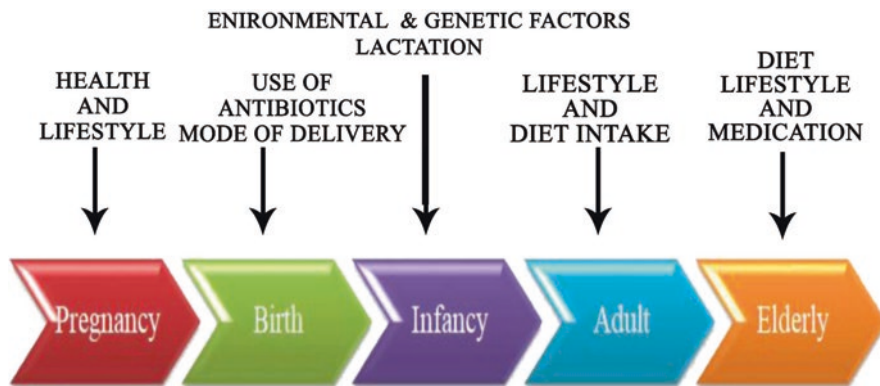 ENIRONMENTAL & GENETIC FACTORS
LACTATION
HEALTH
AND
LIFESTYLE
USE OF
ANTIBIOTICS
MODE OF DELIVERY
LIFESTYLE
AND
DIET INTAKE
DIET
LIFESTYLE
AND
MEDICATION
Pregnancy
Birth
Infancy
Adult
Elderly